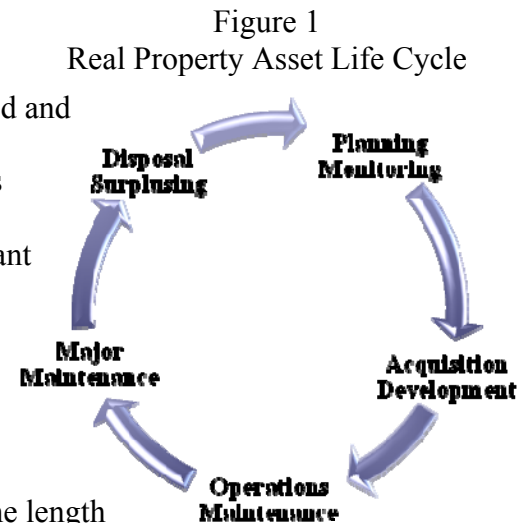 Figure 1
Real Property Asset Life Cycle
d and
Disposal
Surplusing
Planning
Monitoring
s
ant
Major
Maintenance
Acquisition
Development
Operations
Maintenance
ne length